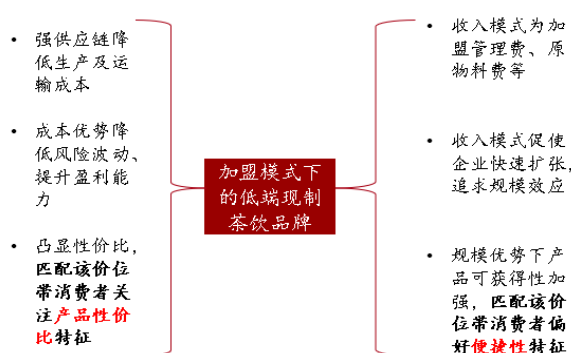 • 强供应链降
低生产及运
输成本
• 成本优势降
低风险波动、
提升盈利能
力
• 凸显性价比，
匹配该价位
带消费者关
注产品性价
比特征
加盟模式下
的低端现制
茶饮品牌
• 收入模式为加
盟管理费、原
物料费等
• 收入模式促使
企业快速扩张，
追求规模效应
• 规模优势下产
品可获得性加
强，匹配该价
位带消费者偏
好便捷性特征